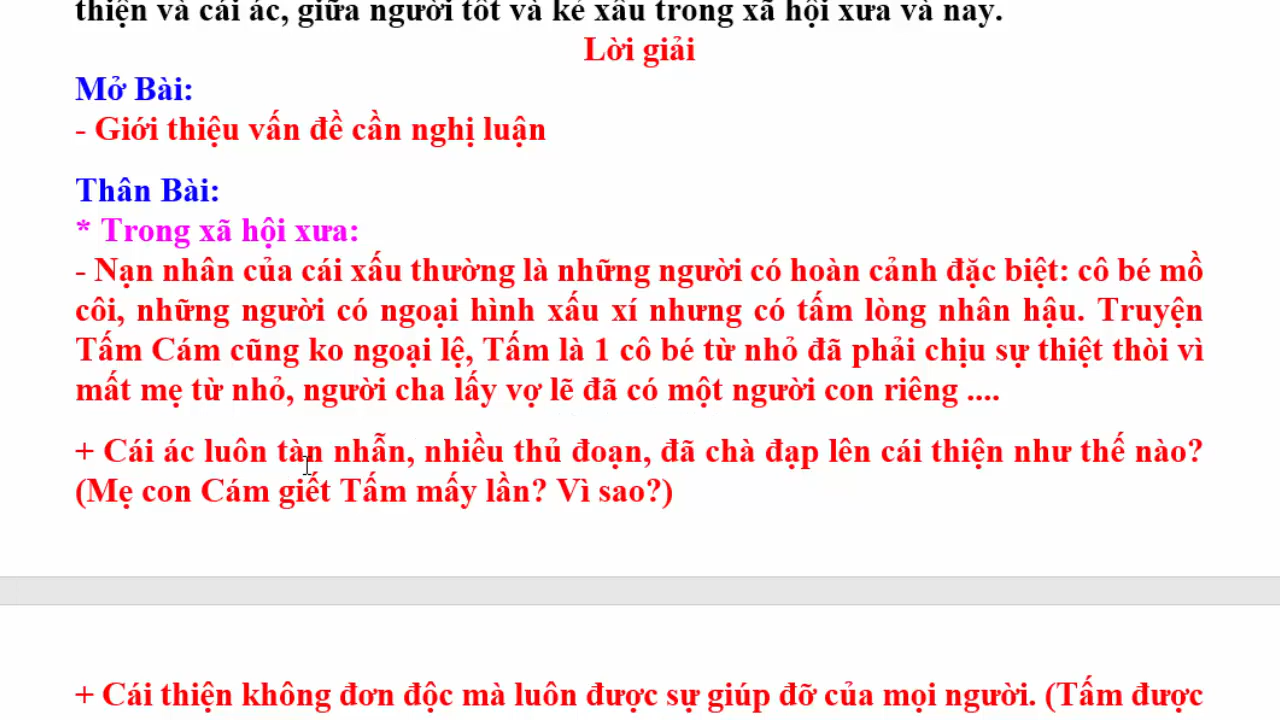 thiện và cái ác, giữa người tốt và kẻ xấu trong xã hội xưa và nay.
Lời giải
Mở Bài:
- Giới thiệu vấn đề cần nghị luận
Thân Bài:
* Trong xã hội xưa:
- Nạn nhân của cái xấu thường là những người có hoàn cảnh đặc biệt: cô bé mồ
côi, những người có ngoại hình xấu xí nhưng có tấm lòng nhân hậu. Truyện
Tấm Cám cũng ko ngoại lệ, Tấm là 1 cô bé từ nhỏ đã phải chịu sự thiệt thòi vì
mất mẹ từ nhỏ, người cha lấy vợ lẽ đã có một người con riêng ....
+ Cái ác luôn tàn nhẫn, nhiều thủ đoạn, đã chà đạp lên cái thiện như thế nào?
(Mẹ con Cám giết Tấm mấy lần? Vì sao?)
+ Cái thiện không đơn độc mà luôn được sự giúp đỡ của mọi người. (Tấm được